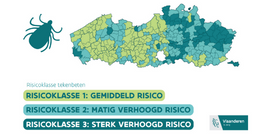 Risicoklasse tekenbeten
RISICOKLASSE 1: GEMIDDELD RISICO
RISICOKLASSE 2: MATIG VERHOOGD RISICO
RISICOKLASSE 3: STERK VERHOOGD RISICO
Vlaanderen